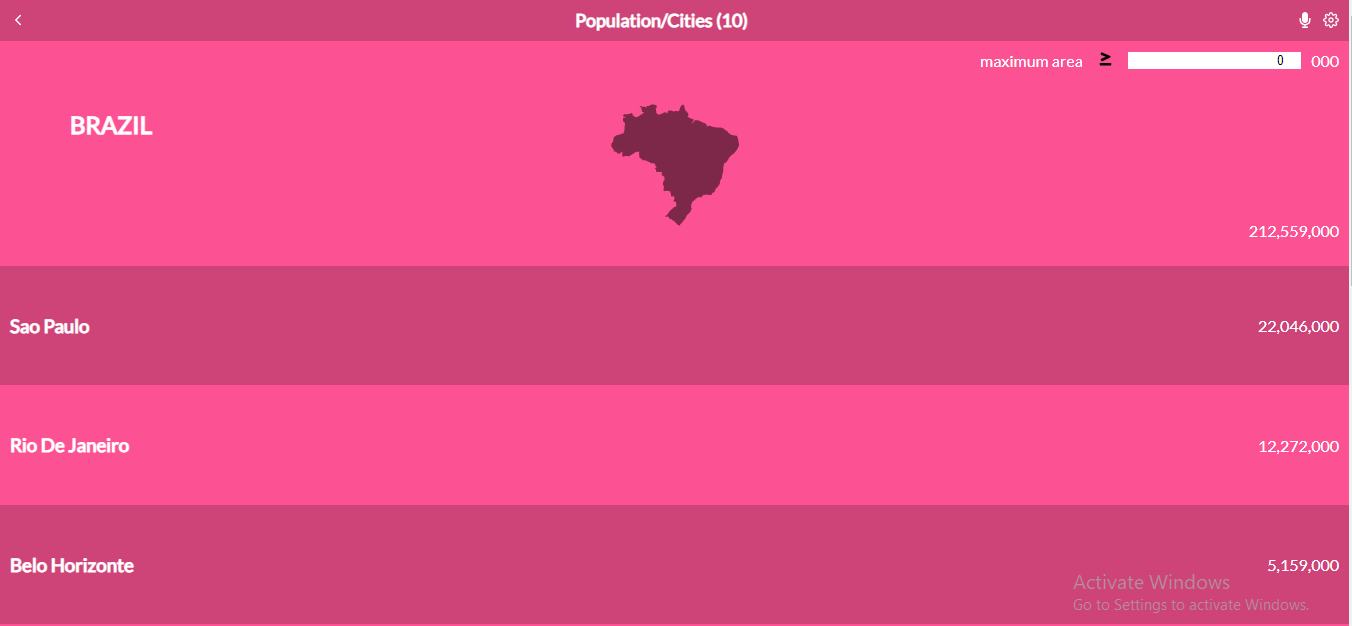 Population/Cities (10)
maximum area ≥ 0 000
BRAZIL
212,559,000
Sao Paulo 22,046,000
Rio De Janeiro 12,272,000
Belo Horizonte 5,159,000
Activate Windows
Go to Settings to activate Windows.